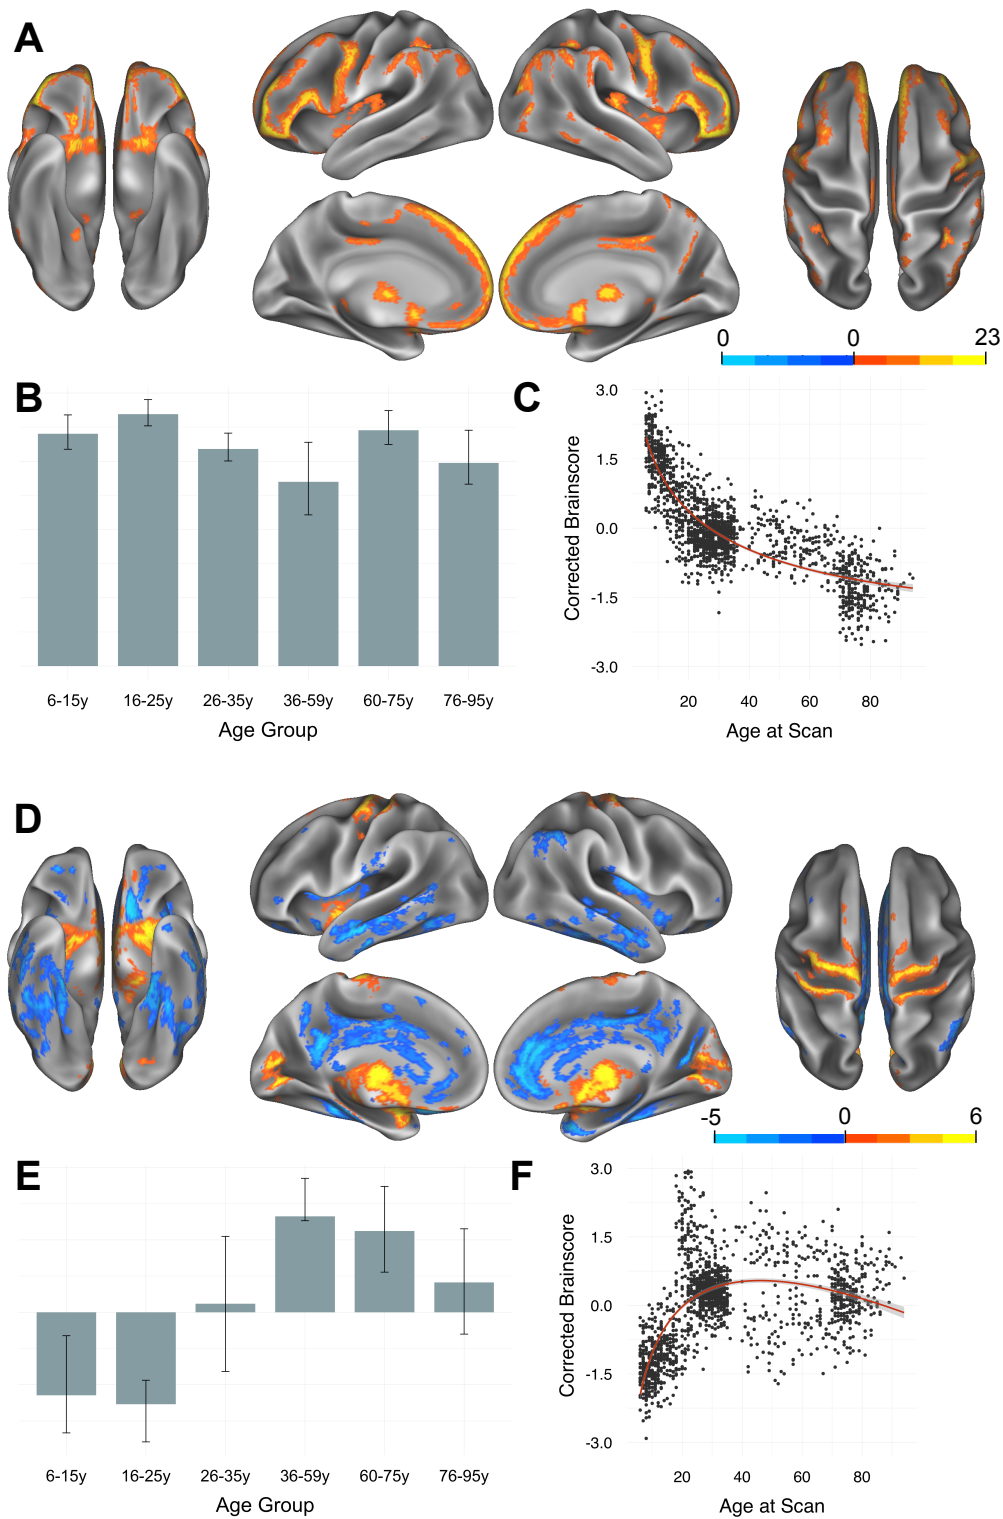 A
0 0 23
B
6-15y 16-25y 26-35y 36-59y 60-75y 76-95y
Age Group
C
3.0
1.5
0.0
-1.5
-3.0
Corrected Brainscore
20 40 60 80
Age at Scan
D
-5 0 6
E
6-15y 16-25y 26-35y 36-59y 60-75y 76-95y
Age Group
F
3.0
1.5
0.0
-1.5
-3.0
Corrected Brainscore
20 40 60 80
Age at Scan